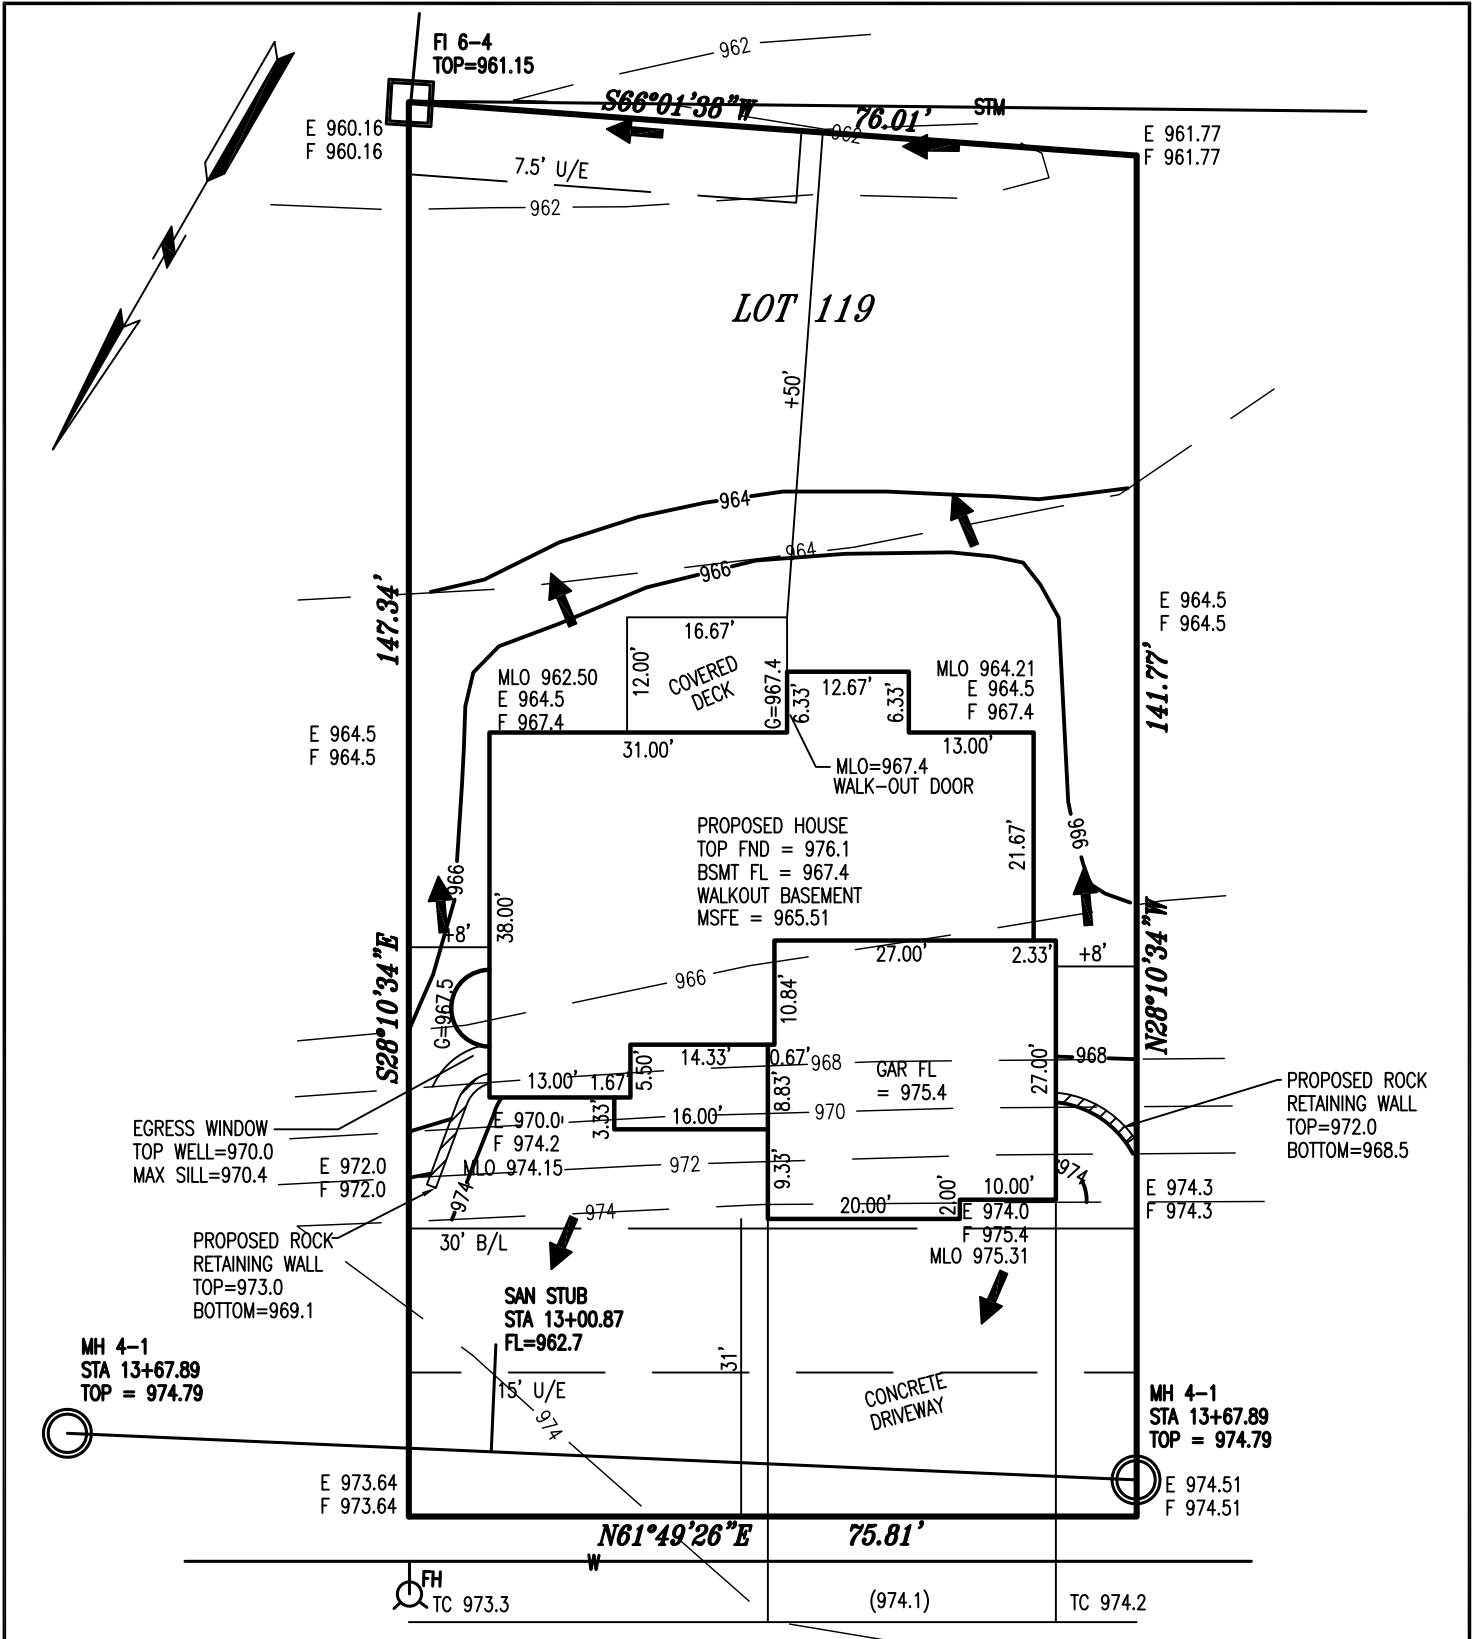 FI 6-4
TOP=961.15
962
S66°01'38"W 76.01'
STM
962
E 960.16
F 960.16
E 961.77
F 961.77
7.5' U/E
962
LOT 119
+50'
964
964
966
147.34'
S28°10'34"E
141.77'
N28°10'34"W
E 964.5
F 964.5
16.67'
12.00'
COVERED
DECK
G=967.4
MLO 962.50
E 964.5
F 967.4
6.33'
12.67'
6.33'
MLO 964.21
E 964.5
F 967.4
E 964.5
F 964.5
31.00'
13.00'
MLO=967.4
WALK-OUT DOOR
PROPOSED HOUSE
TOP FND = 976.1
BSMT FL = 967.4
WALKOUT BASEMENT
MSFE = 965.51
21.67'
996
966
38.00'
+8'
27.00'
2.33'
+8'
966
G=967.5
10.84'
14.33'
0.67'
968
968
GAR FL
= 975.4
27.00'
13.00'
1.67'
5.50'
8.83'
3.33'
16.00'
970
E 970.0
F 974.2
MLO 974.15
972
9.33'
974
974
974
20.00'
2.00'
10.00'
E 974.0
F 975.4
MLO 975.31
EGRESS WINDOW
TOP WELL=970.0
MAX SILL=970.4
E 972.0
F 972.0
PROPOSED ROCK
RETAINING WALL
TOP=972.0
BOTTOM=968.5
E 974.3
F 974.3
PROPOSED ROCK
RETAINING WALL
TOP=973.0
BOTTOM=969.1
30' B/L
SAN STUB
STA 13+00.87
FL=962.7
31'
MH 4-1
STA 13+67.89
TOP = 974.79
15' U/E
974
CONCRETE
DRIVEWAY
MH 4-1
STA 13+67.89
TOP = 974.79
E 973.64
F 973.64
E 974.51
F 974.51
N61°49'26"E 75.81'
W
FH
TC 973.3
(974.1)
TC 974.2